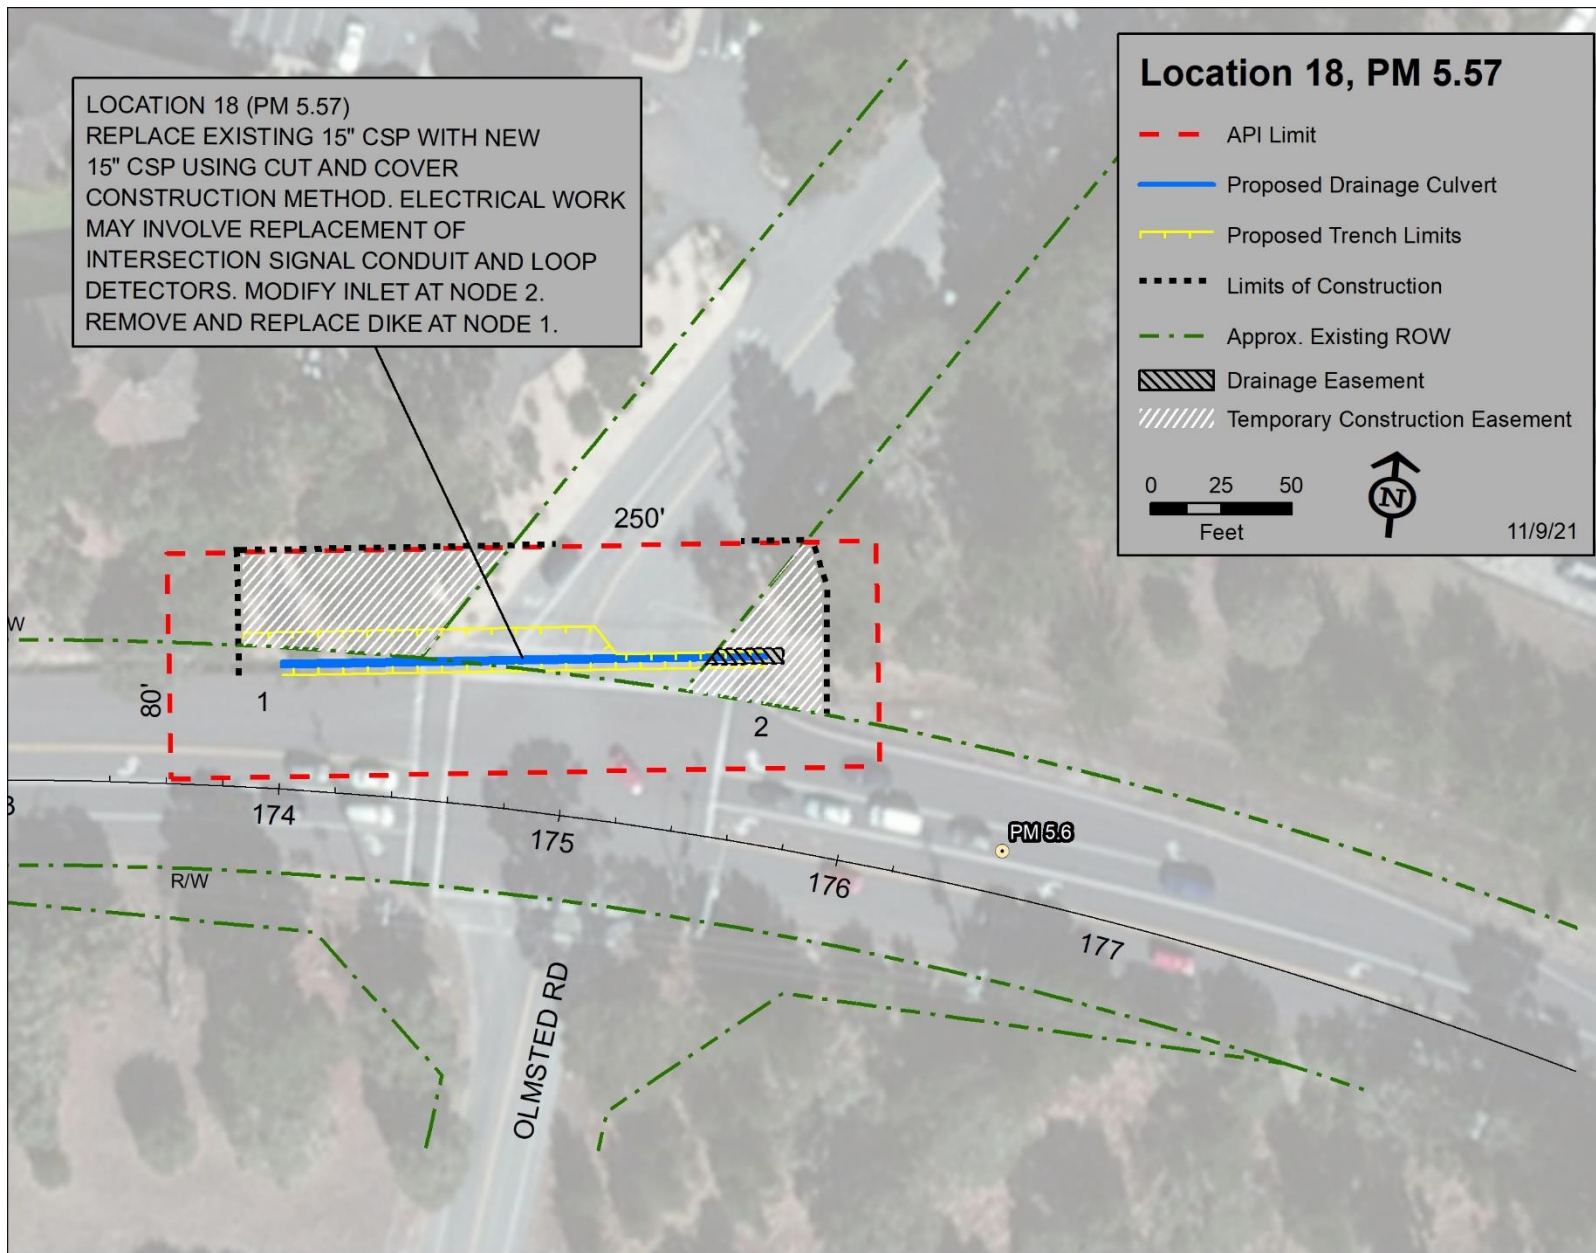 LOCATION 18 (PM 5.57)
REPLACE EXISTING 15" CSP WITH NEW
15" CSP USING CUT AND COVER
CONSTRUCTION METHOD. ELECTRICAL WORK
MAY INVOLVE REPLACEMENT OF
INTERSECTION SIGNAL CONDUIT AND LOOP
DETECTORS. MODIFY INLET AT NODE 2.
REMOVE AND REPLACE DIKE AT NODE 1.
Location 18, PM 5.57
API Limit
Proposed Drainage Culvert
Proposed Trench Limits
Limits of Construction
Approx. Existing ROW
Drainage Easement
Temporary Construction Easement
0 25 50
Feet
N
11/9/21
250'
W
80'
1
2
3
174
175
176
177
PM 5.6
R/W
OLMSTED RD